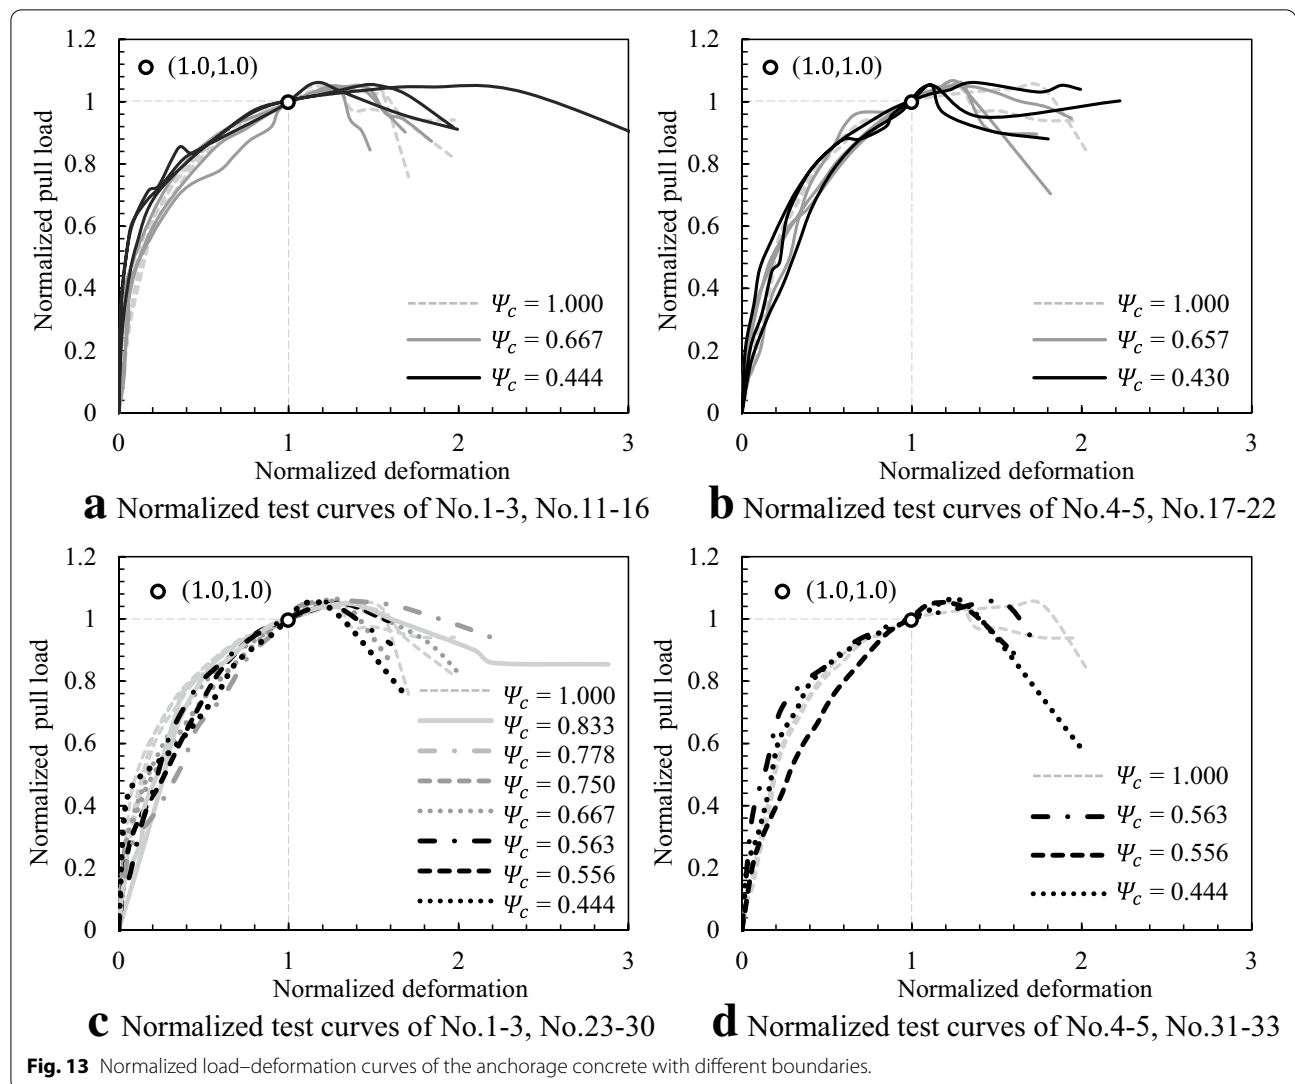 1.2
1
0.8
0.6
0.4
0.2
0
Normalized pull load
(1.0,1.0)
Ψc = 1.000
Ψc = 0.667
Ψc = 0.444
0 1 2 3
Normalized deformation
a Normalized test curves of No.1-3, No.11-16
1.2
1
0.8
0.6
0.4
0.2
0
Normalized pull load
(1.0,1.0)
Ψc = 1.000
Ψc = 0.657
Ψc = 0.430
0 1 2 3
Normalized deformation
b Normalized test curves of No.4-5, No.17-22
1.2
1
0.8
0.6
0.4
0.2
0
Normalized pull load
(1.0,1.0)
Ψc = 1.000
Ψc = 0.833
Ψc = 0.778
Ψc = 0.750
Ψc = 0.667
Ψc = 0.563
Ψc = 0.556
Ψc = 0.444
0 1 2 3
Normalized deformation
c Normalized test curves of No.1-3, No.23-30
1.2
1
0.8
0.6
0.4
0.2
0
Normalized pull load
(1.0,1.0)
Ψc = 1.000
Ψc = 0.563
Ψc = 0.556
Ψc = 0.444
0 1 2 3
Normalized deformation
d Normalized test curves of No.4-5, No.31-33
Fig. 13 Normalized load–deformation curves of the anchorage concrete with different boundaries.